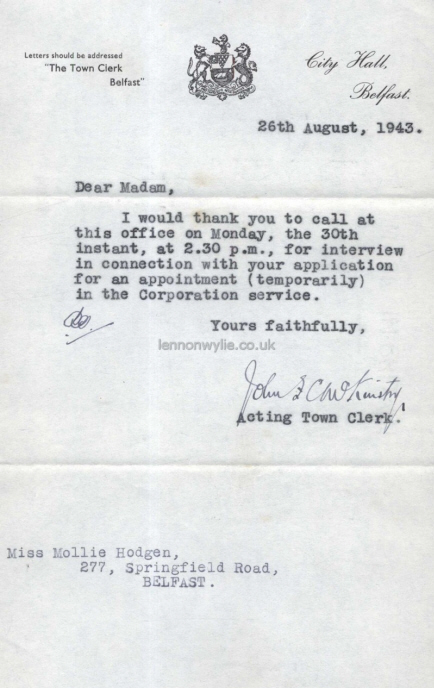 Letters should be addressed
"The Town Clerk
Belfast"
City Hall,
Belfast.
26th August, 1943.
Dear Madam,
I would thank you to call at
this office on Monday, the 30th
instant, at 2.30 p.m., for interview
in connection with your application
for an appointment (temporarily)
in the Corporation service.
Yours faithfully,
lennonwylie.co.uk
John
Acting Town Clerk.
Miss Mollie Hodgen,
277, Springfield Road,
BELFAST.